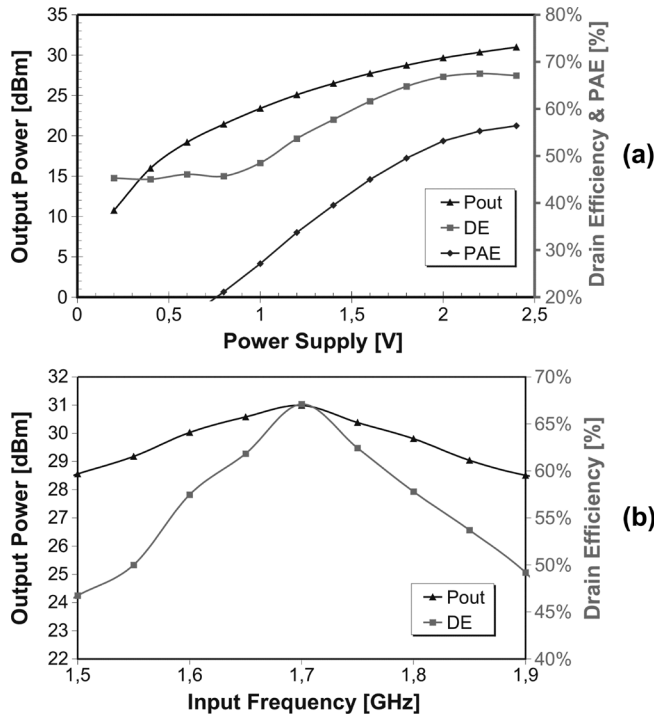 35
30
25
20
15
10
5
0
Output Power [dBm]
80%
70%
60%
50%
40%
30%
20%
Drain Efficiency & PAE [%]
(a)
Pout
DE
PAE
0 0,5 1 1,5 2 2,5
Power Supply [V]
32
31
30
29
28
27
26
25
24
23
22
Output Power [dBm]
70%
65%
60%
55%
50%
45%
40%
Drain Efficiency [%]
(b)
Pout
DE
1,5 1,6 1,7 1,8 1,9
Input Frequency [GHz]